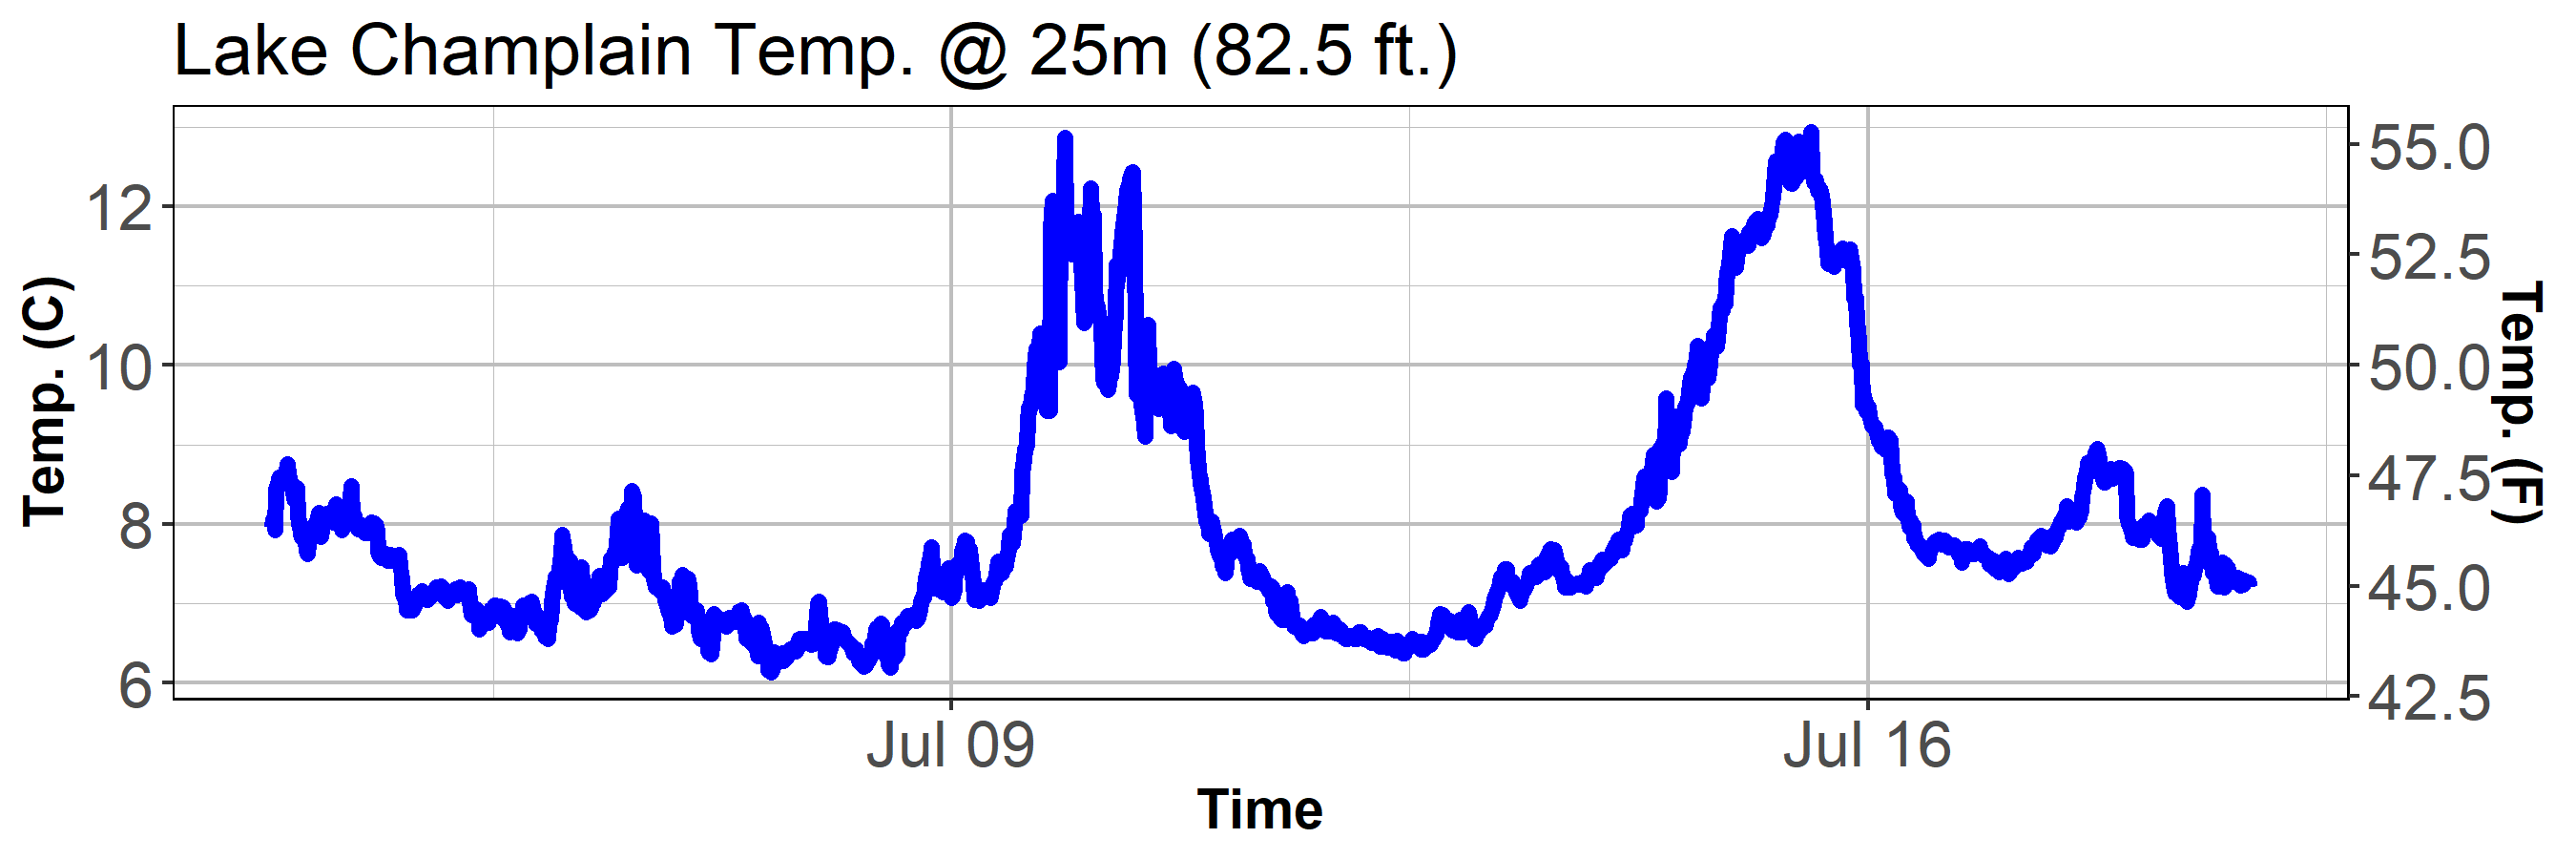 Lake Champlain Temp. @ 25m (82.5 ft.)
Temp. (C)
12
10
8
6
55.0
52.5
50.0
47.5
45.0
42.5
Temp. (F)
Jul 09
Jul 16
Time